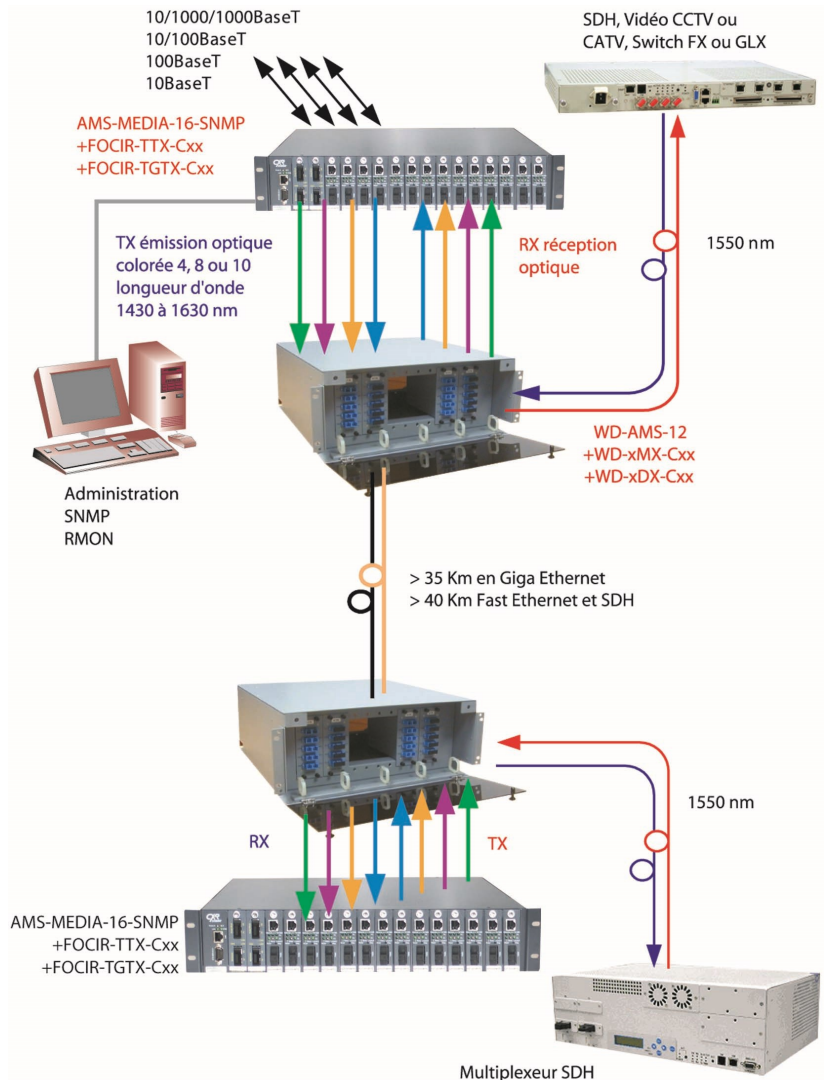 10/1000/1000BaseT
10/100BaseT
100BaseT
10BaseT
SDH, Vidéo CCTV ou
CATV, Switch FX ou GLX
AMS-MEDIA-16-SNMP
+FOCIR-TTX-Cxx
+FOCIR-TGTX-Cxx
TX émission optique
colorée 4, 8 ou 10
longueur d'onde
1430 à 1630 nm
RX réception
optique
1550 nm
WD-AMS-12
+WD-xMX-Cxx
+WD-xDX-Cxx
Administration
SNMP
RMON
> 35 Km en Giga Ethernet
> 40 Km Fast Ethernet et SDH
1550 nm
RX
TX
AMS-MEDIA-16-SNMP
+FOCIR-TTX-Cxx
+FOCIR-TGTX-Cxx
Multiplexeur SDH